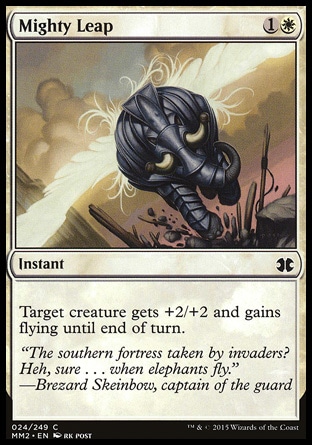 Mighty Leap 1
Instant
Target creature gets +2/+2 and gains
flying until end of turn.
"The southern fortress taken by invaders?
Heh, sure . . . when elephants fly."
—Brezard Skeinbow, captain of the guard
024/249 C
MM2 • EN RK POST
™ & © 2015 Wizards of the Coast